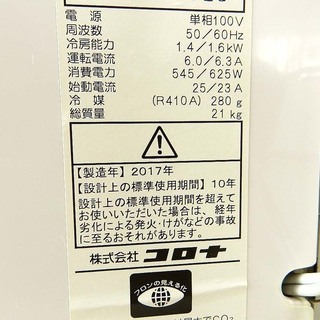 電源 単相100V
周波数 50/60Hz
冷房能力 1.4/1.6kW
運転電流 6.0/6.3A
消費電力 545/625W
始動電流 25/23A
冷媒 (R410A) 280g
総質量 21kg
【製造年】2017年
【設計上の標準使用期間】10年
設計上の標準使用期間を超えて
お使いいただいた場合は、経年
劣化による発火・けがなどの事故
に至るおそれがあります。
株式会社 コロナ
フロンの見える化